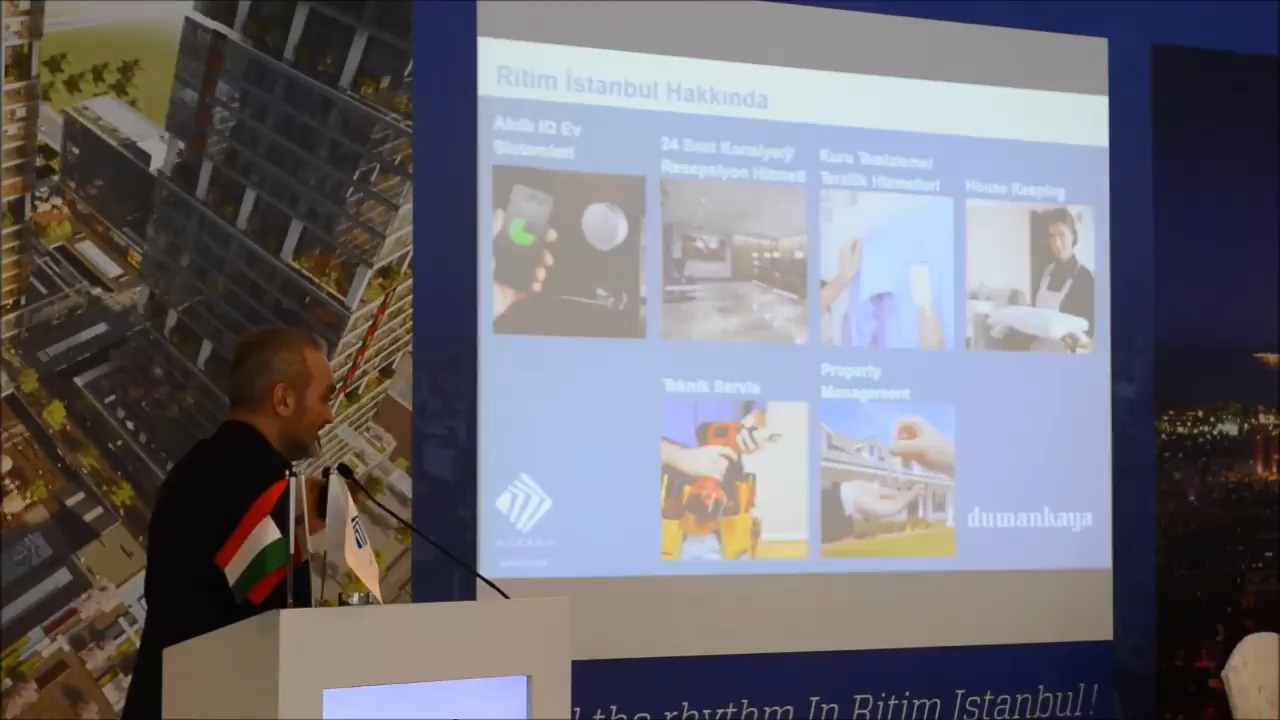 Ritim İstanbul Hakkında
Akıllı IQ Ev
Sistemleri
24 Saat Konsiyerj/
Resepsiyon Hizmeti
Kuru Temizleme/
Terzilik Hizmetleri
House Keeping
Teknik Servis
Property
Management
dumankaya
the rhythm In Ritim Istanbul!